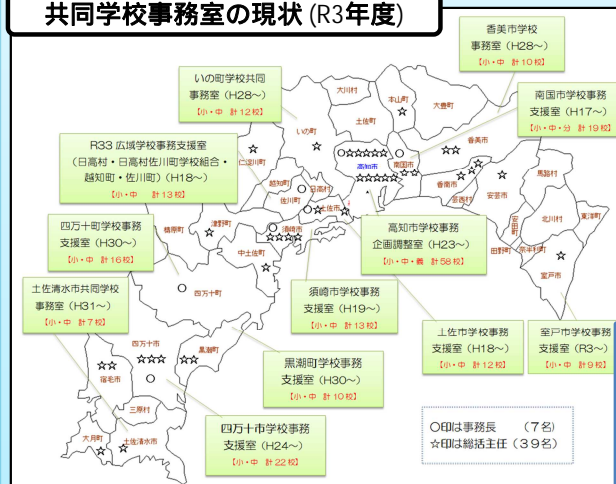 共同学校事務室の現状 (R3年度)
香美市学校
事務室（H28～）
【小・中　計10校】
いの町学校共同
事務室（H28～）
【小・中　計12校】
南国市学校事務
支援室（H17～）
【小・中・分　計19校】
R33 広域学校事務支援室
（日高村・日高村佐川町学校組合・
越知町・佐川町）（H18～）
【小・中　計13校】
四万十町学校事務
支援室（H30～）
【小・中　計16校】
土佐清水市共同学校
事務室（H31～）
【小・中　計7校】
高知市学校事務
企画調整室（H23～）
【小・中・義　計58校】
須崎市学校事務
支援室（H19～）
【小・中　計13校】
土佐市学校事務
支援室（H18～）
【小・中　計12校】
室戸市学校事務
支援室（R3～）
【小・中　計9校】
黒潮町学校事務
支援室（H30～）
【小・中　計10校】
四万十市学校事務
支援室（H24～）
【小・中　計22校】
大川村
本山町
土佐町
大豊町
いの町
☆
☆
仁淀川町
☆
高知市
○☆☆☆☆☆☆
☆☆☆☆☆
南国市
○
☆☆
香美市
☆☆
香南市
☆☆
☆
安芸市
☆
芸西村
馬路村
北川村
東洋町
安田町
田野町
奈半利町
室戸市
☆
越知町
○
日高村
佐川町
土佐市
○☆
☆
須崎市
○
☆☆☆☆
津野町
☆
梼原町
中土佐町
☆
四万十町
○
四万十市
☆☆☆
○
黒潮町
☆☆
宿毛市
☆☆
三原村
大月町
☆
土佐清水市
☆
○印は事務長　（7名）
☆印は総括主任（39名）